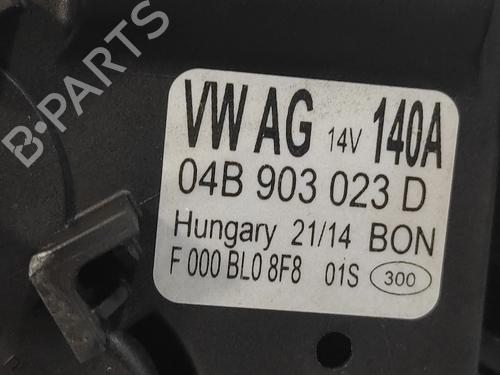 B-PARTS
VW AG 14V 140A
04B 903 023 D
Hungary 21/14 BON
F 000 BL0 8F8 01S 300